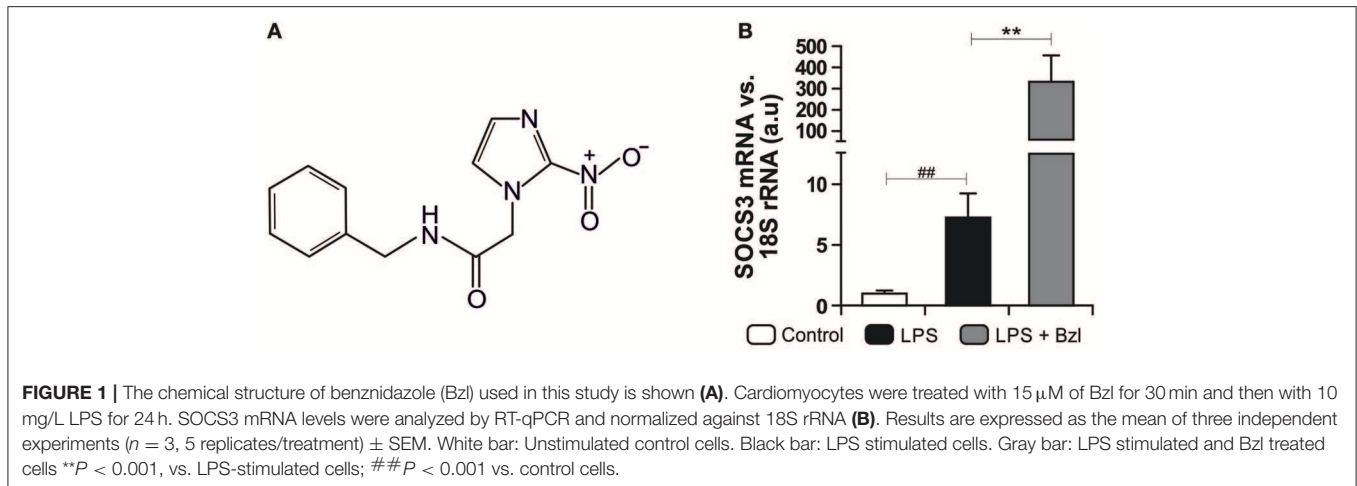 A
N
N
N+
O−
O
H
N
O
B
**
SOCS3 mRNA vs.
18S rRNA (a.u)
500
400
300
200
100
10
5
0
##
Control LPS LPS + Bzl
FIGURE 1 | The chemical structure of benznidazole (Bzl) used in this study is shown (A). Cardiomyocytes were treated with 15 µM of Bzl for 30 min and then with 10
mg/L LPS for 24 h. SOCS3 mRNA levels were analyzed by RT-qPCR and normalized against 18S rRNA (B). Results are expressed as the mean of three independent
experiments (n = 3, 5 replicates/treatment) ± SEM. White bar: Unstimulated control cells. Black bar: LPS stimulated cells. Gray bar: LPS stimulated and Bzl treated
cells **P < 0.001, vs. LPS-stimulated cells; ##P < 0.001 vs. control cells.